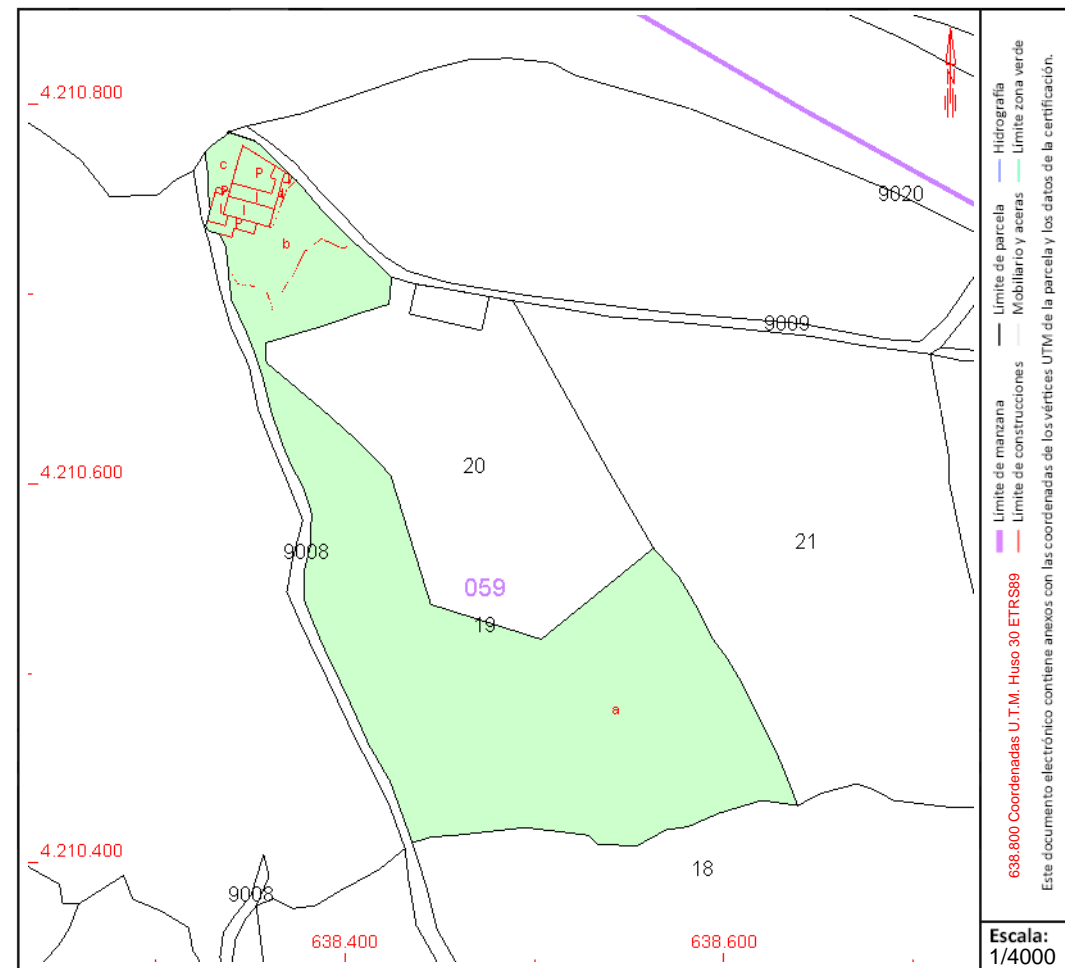 4.210.800
c
P
P
I
I
P
b
9020
9009
4.210.600
20
21
9008
059
19
a
4.210.400
18
9008
638.400
638.600
Hidrografía
Límite zona verde
Límite de parcela
Mobiliario y aceras
Límite de manzana
Límite de construcciones
638.800 Coordenadas U.T.M. Huso 30 ETRS89
Este documento electrónico contiene anexos con las coordenadas de los vértices UTM de la parcela y los datos de la certificación.
Escala:
1/4000